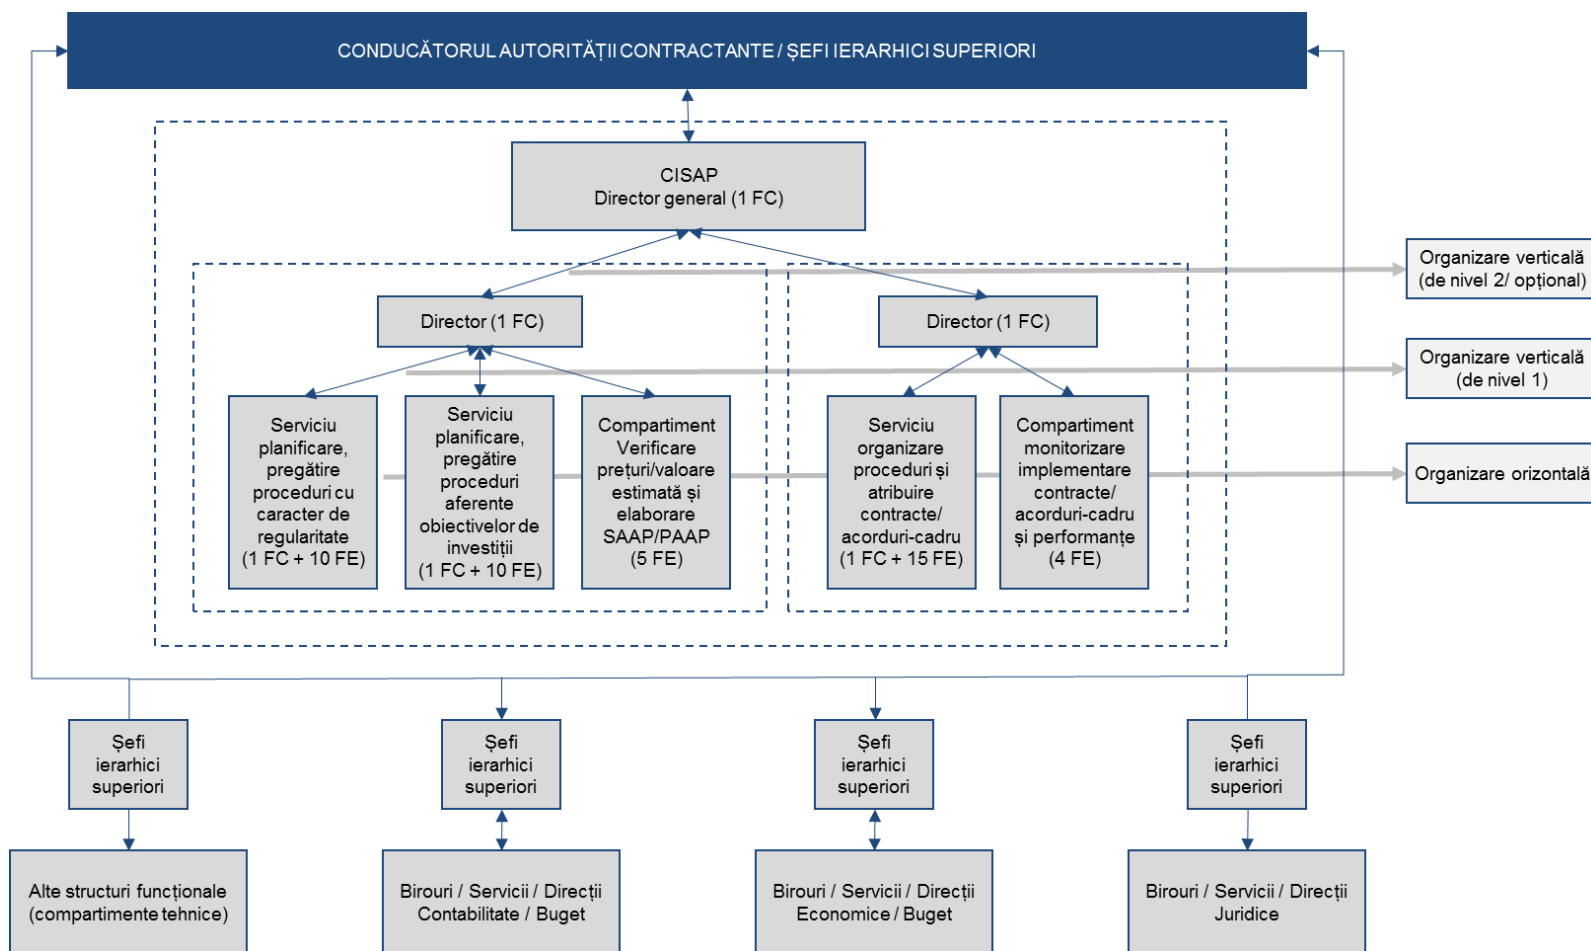 CONDUCĂTORUL AUTORITĂȚII CONTRACTANTE / ȘEFI IERARHICI SUPERIORI
CISAP
Director general (1 FC)
Organizare verticală
(de nivel 2/ opțional)
Director (1 FC)
Director (1 FC)
Organizare verticală
(de nivel 1)
Serviciu
planificare,
pregătire
proceduri cu
caracter de
regularitate
(1 FC + 10 FE)
Serviciu
planificare,
pregătire
proceduri
aferente
obiectivelor de
investiții
(1 FC + 10 FE)
Compartiment
Verificare
prețuri/valoare
estimată și
elaborare
SAAP/PAAP
(5 FE)
Serviciu
organizare
proceduri și
atribuire
contracte/
acorduri-cadru
(1 FC + 15 FE)
Compartiment
monitorizare
implementare
contracte/
acorduri-cadru
și performanțe
(4 FE)
Organizare orizontală
Șefi
ierarhici
superiori
Șefi
ierarhici
superiori
Șefi
ierarhici
superiori
Șefi
ierarhici
superiori
Alte structuri funcționale
(compartimente tehnice)
Birouri / Servicii / Direcții
Contabilitate / Buget
Birouri / Servicii / Direcții
Economice / Buget
Birouri / Servicii / Direcții
Juridice